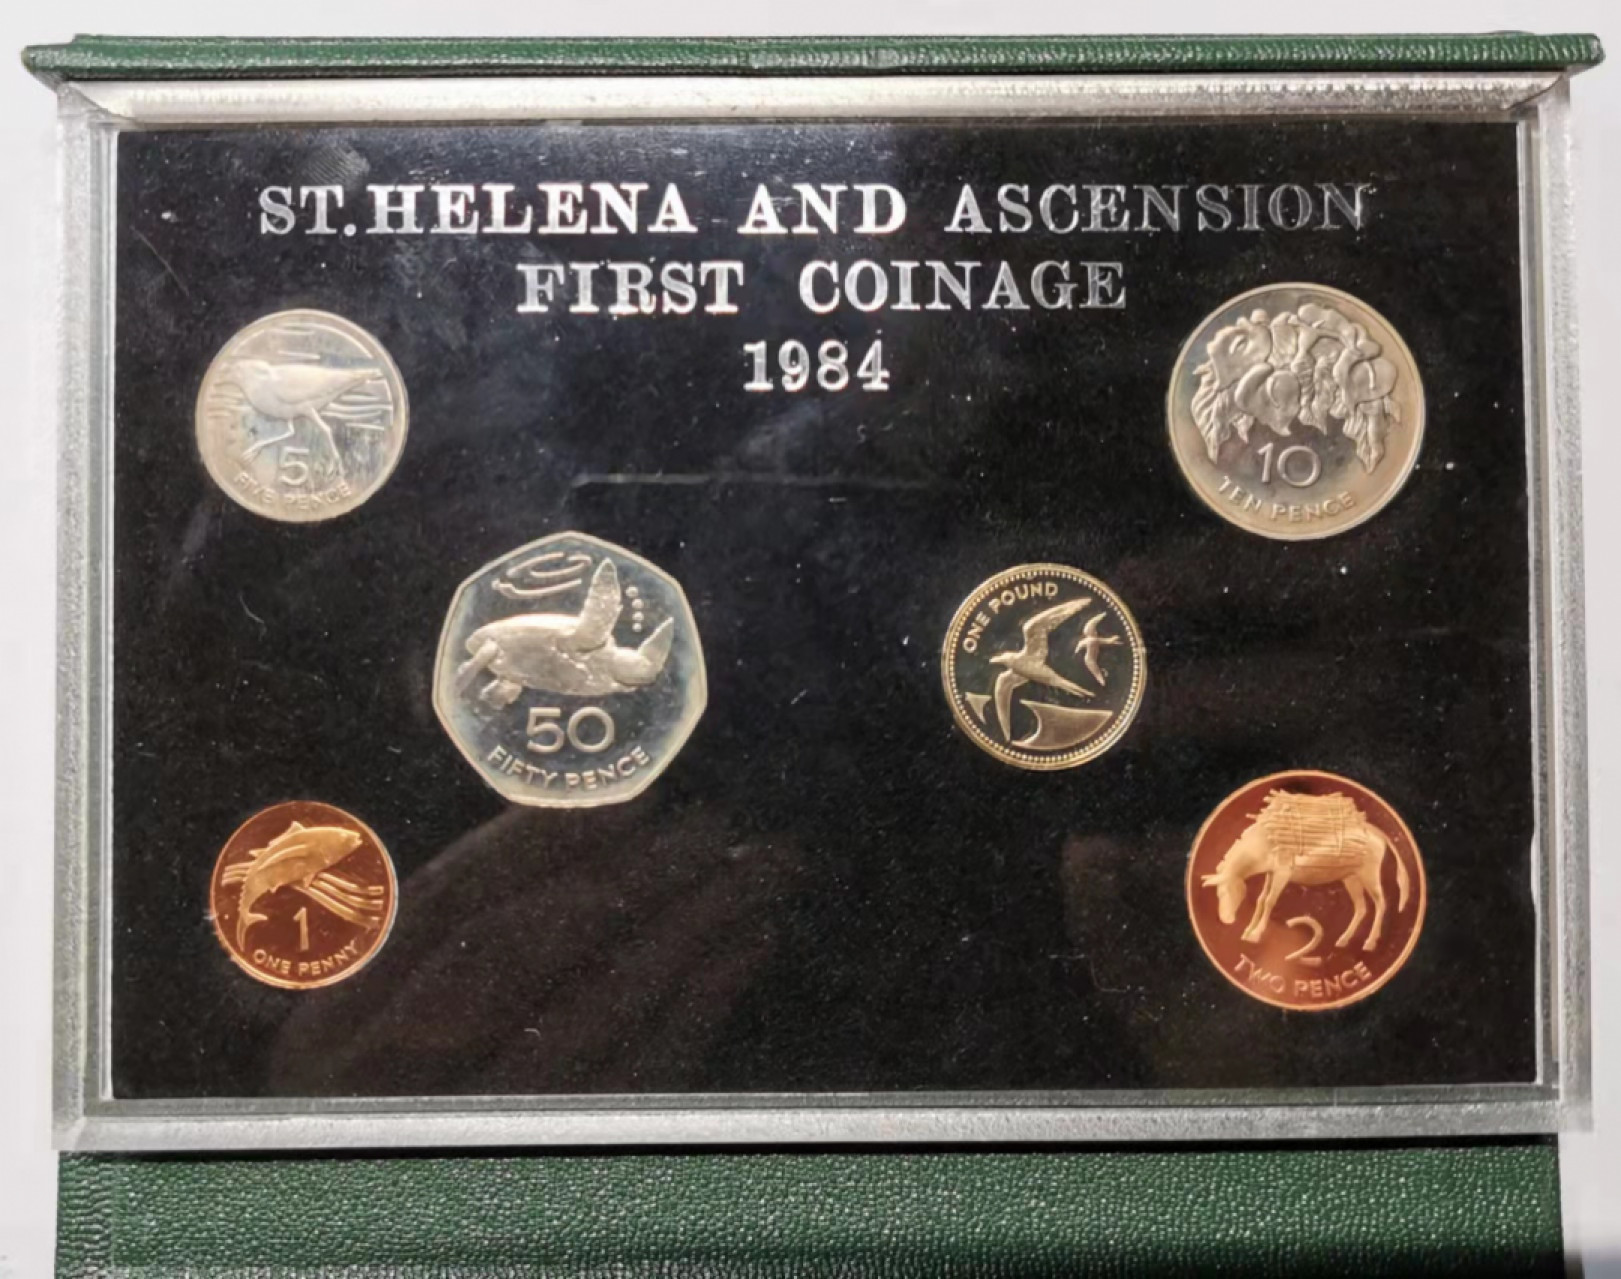 ST. HELENA AND ASCENSION
FIRST COINAGE
1984
5
FIVE PENCE
10
TEN PENCE
50
FIFTY PENCE
ONE POUND
1
ONE PENNY
2
TWO PENCE